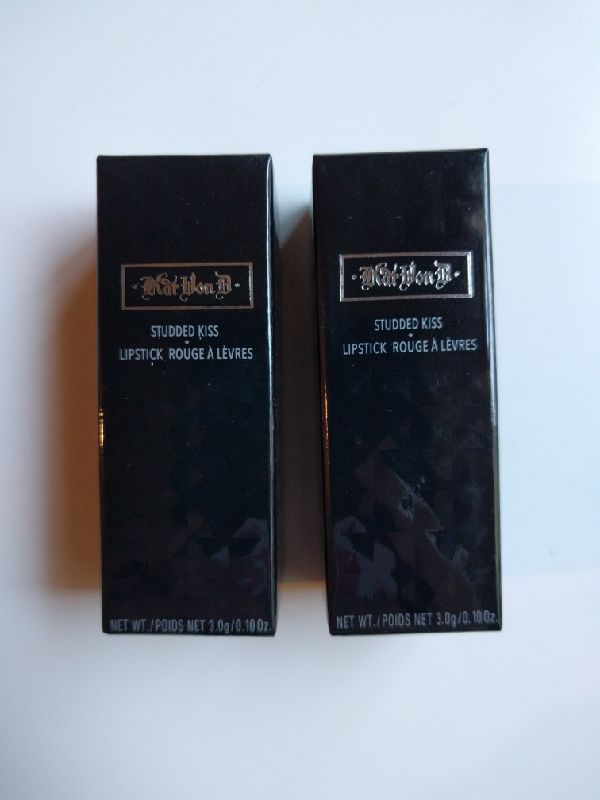 Kat Von D
STUDDED KISS
LIPSTICK ROUGE À LÈVRES
NET WT./POIDS NET 3.0g/0.10 Oz.
Kat Von D
STUDDED KISS
LIPSTICK ROUGE À LÈVRES
NET WT./POIDS NET 3.0g/0.10 Oz.